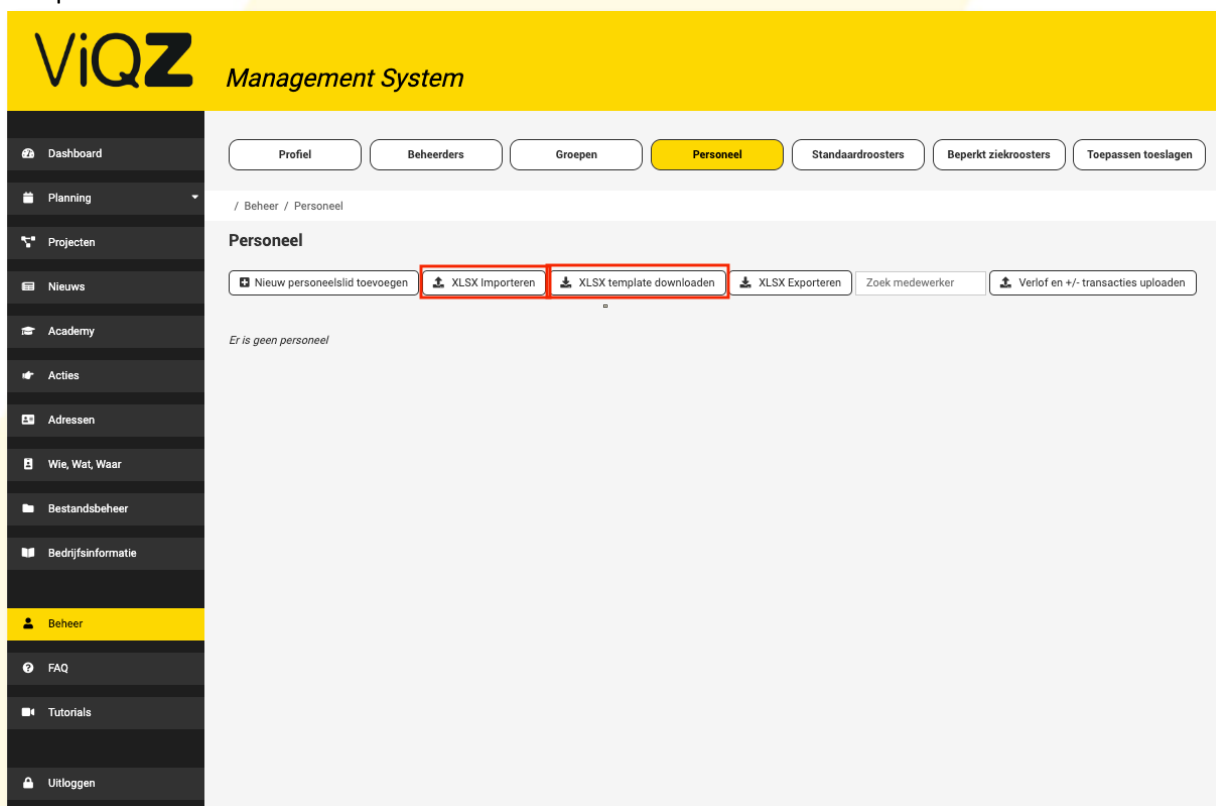 ViQZ Management System
Dashboard
Planning
Projecten
Nieuws
Academy
Acties
Adressen
Wie, Wat, Waar
Bestandsbeheer
Bedrijfsinformatie
Beheer
FAQ
Tutorials
Uitloggen
Profiel Beheerders Groepen Personeel Standaardroosters Beperkt ziekroosters Toepassen toeslagen
/ Beheer / Personeel
Personeel
Nieuw personeelslid toevoegen XLSX Importeren XLSX template downloaden XLSX Exporteren Zoek medewerker Verlof en +/- transacties uploaden
Er is geen personeel